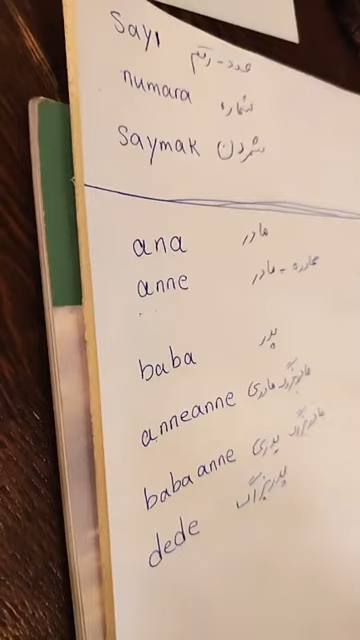 Sayı عدد - رقم
numara شماره
Saymak شمردن
ana مادر
anne مادر -
baba پدر
anneanne مادربزرگ مادری
babaanne مادربزرگ پدری
dede پدربزرگ